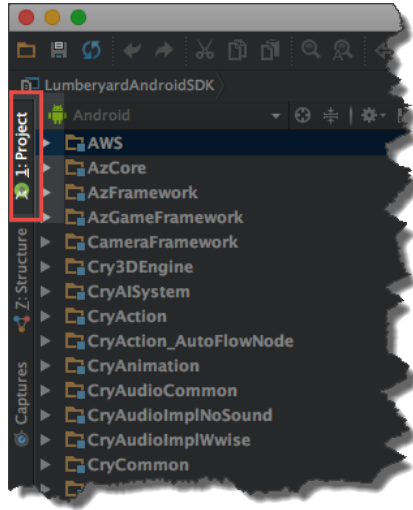 LumberyardAndroidSDK
Android
1: Project
Z: Structure
Captures
AWS
AzCore
AzFramework
AzGameFramework
CameraFramework
Cry3DEngine
CryAISystem
CryAction
CryAction_AutoFlowNode
CryAnimation
CryAudioCommon
CryAudioImplNoSound
CryAudioImplWwise
CryCommon